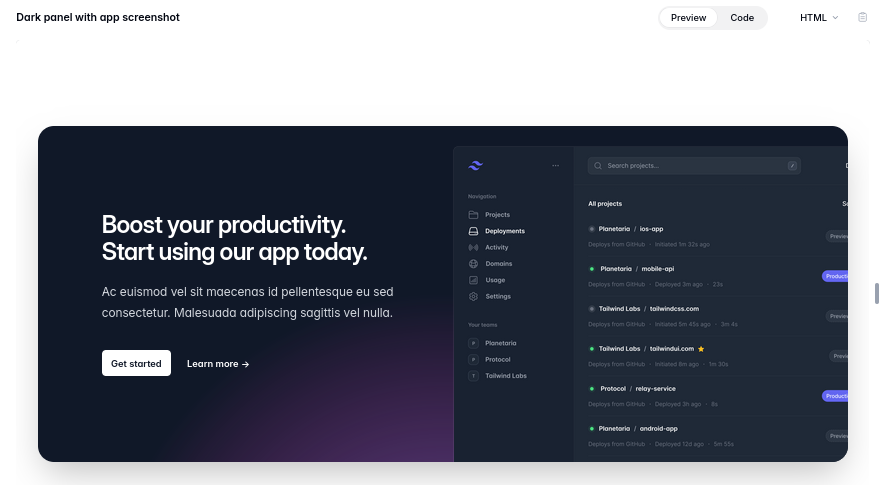 Dark panel with app screenshot
Preview
Code
HTML
Boost your productivity.
Start using our app today.
Ac euismod vel sit maecenas id pellentesque eu sed
consectetur. Malesuada adipiscing sagittis vel nulla.
Get started
Learn more →
Navigation
Projects
Deployments
Activity
Domains
Usage
Settings
Your teams
P Planetaria
P Protocol
T Tailwind Labs
Search projects... /
All projects
Planetaria / ios-app
Deploys from GitHub · Initiated 1m 32s ago
Planetaria / mobile-api
Deploys from GitHub · Deployed 3m ago · 23s
Tailwind Labs / tailwindcss.com
Deploys from GitHub · Initiated 5m 45s ago · 3m 4s
Tailwind Labs / tailwindui.com
Deploys from GitHub · Initiated 6m ago · 1m 30s
Protocol / relay-service
Deploys from GitHub · Deployed 3h ago · 8s
Planetaria / android-app
Deploys from GitHub · Deployed 12d ago · 5m 55s